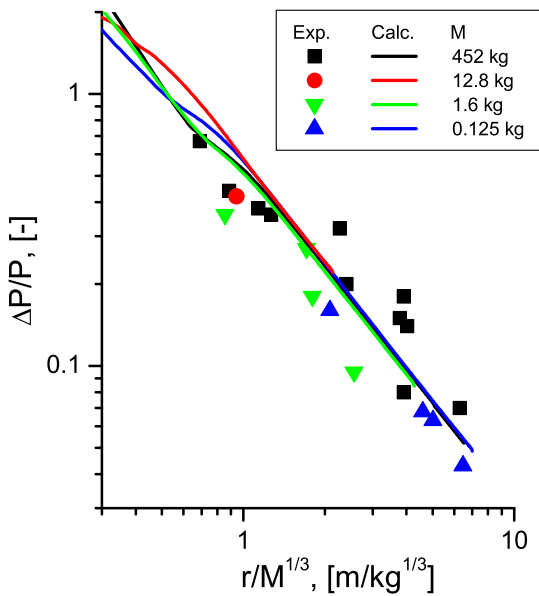 Exp. Calc. M
452 kg
12.8 kg
1.6 kg
0.125 kg
1
ΔP/P, [-]
0.1
1 10
r/M^{1/3}, [m/kg^{1/3}]